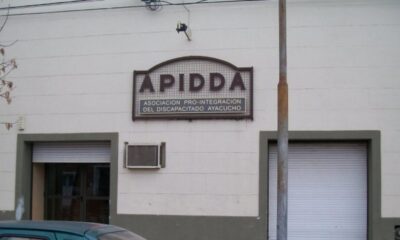 APIDDA
ASOCIACION PRO-INTEGRACION
DEL DISCAPACITADO AYACUCHO